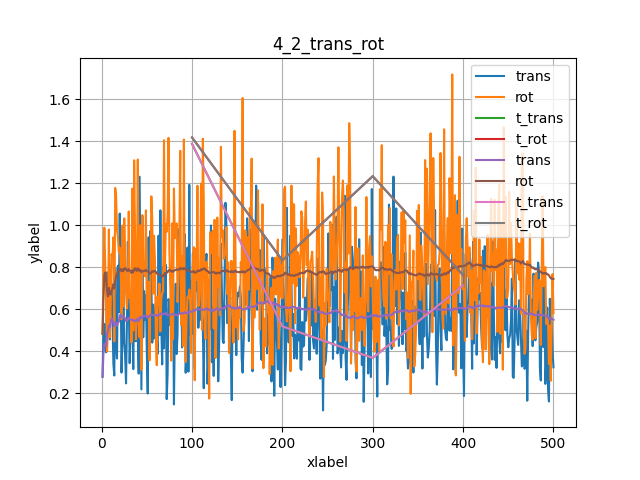 4_2_trans_rot
ylabel
1.6
1.4
1.2
1.0
0.8
0.6
0.4
0.2
trans
rot
t_trans
t_rot
trans
rot
t_trans
t_rot
0
100
200
300
400
500
xlabel